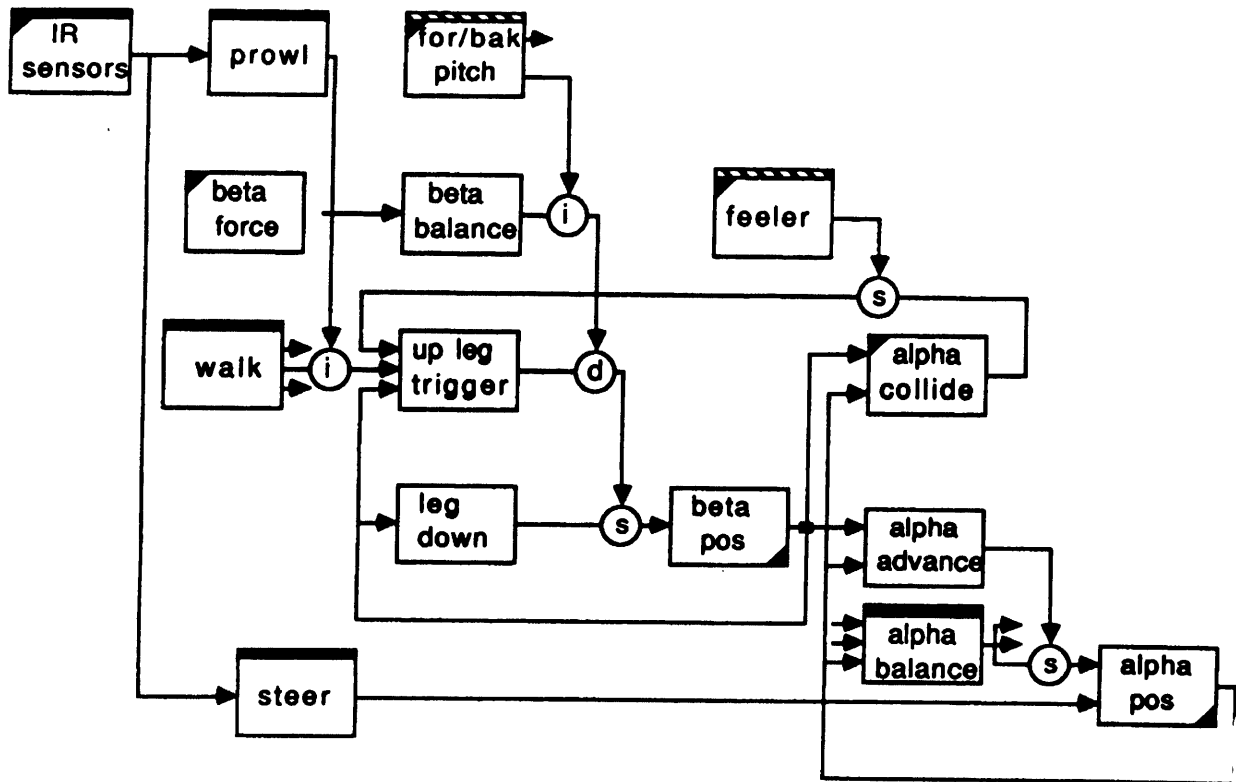 IR
sensors
prowl
for/bak
pitch
beta
force
beta
balance
i
feeler
s
walk
i
up leg
trigger
d
alpha
collide
leg
down
s
beta
pos
alpha
advance
alpha
balance
s
alpha
pos
steer